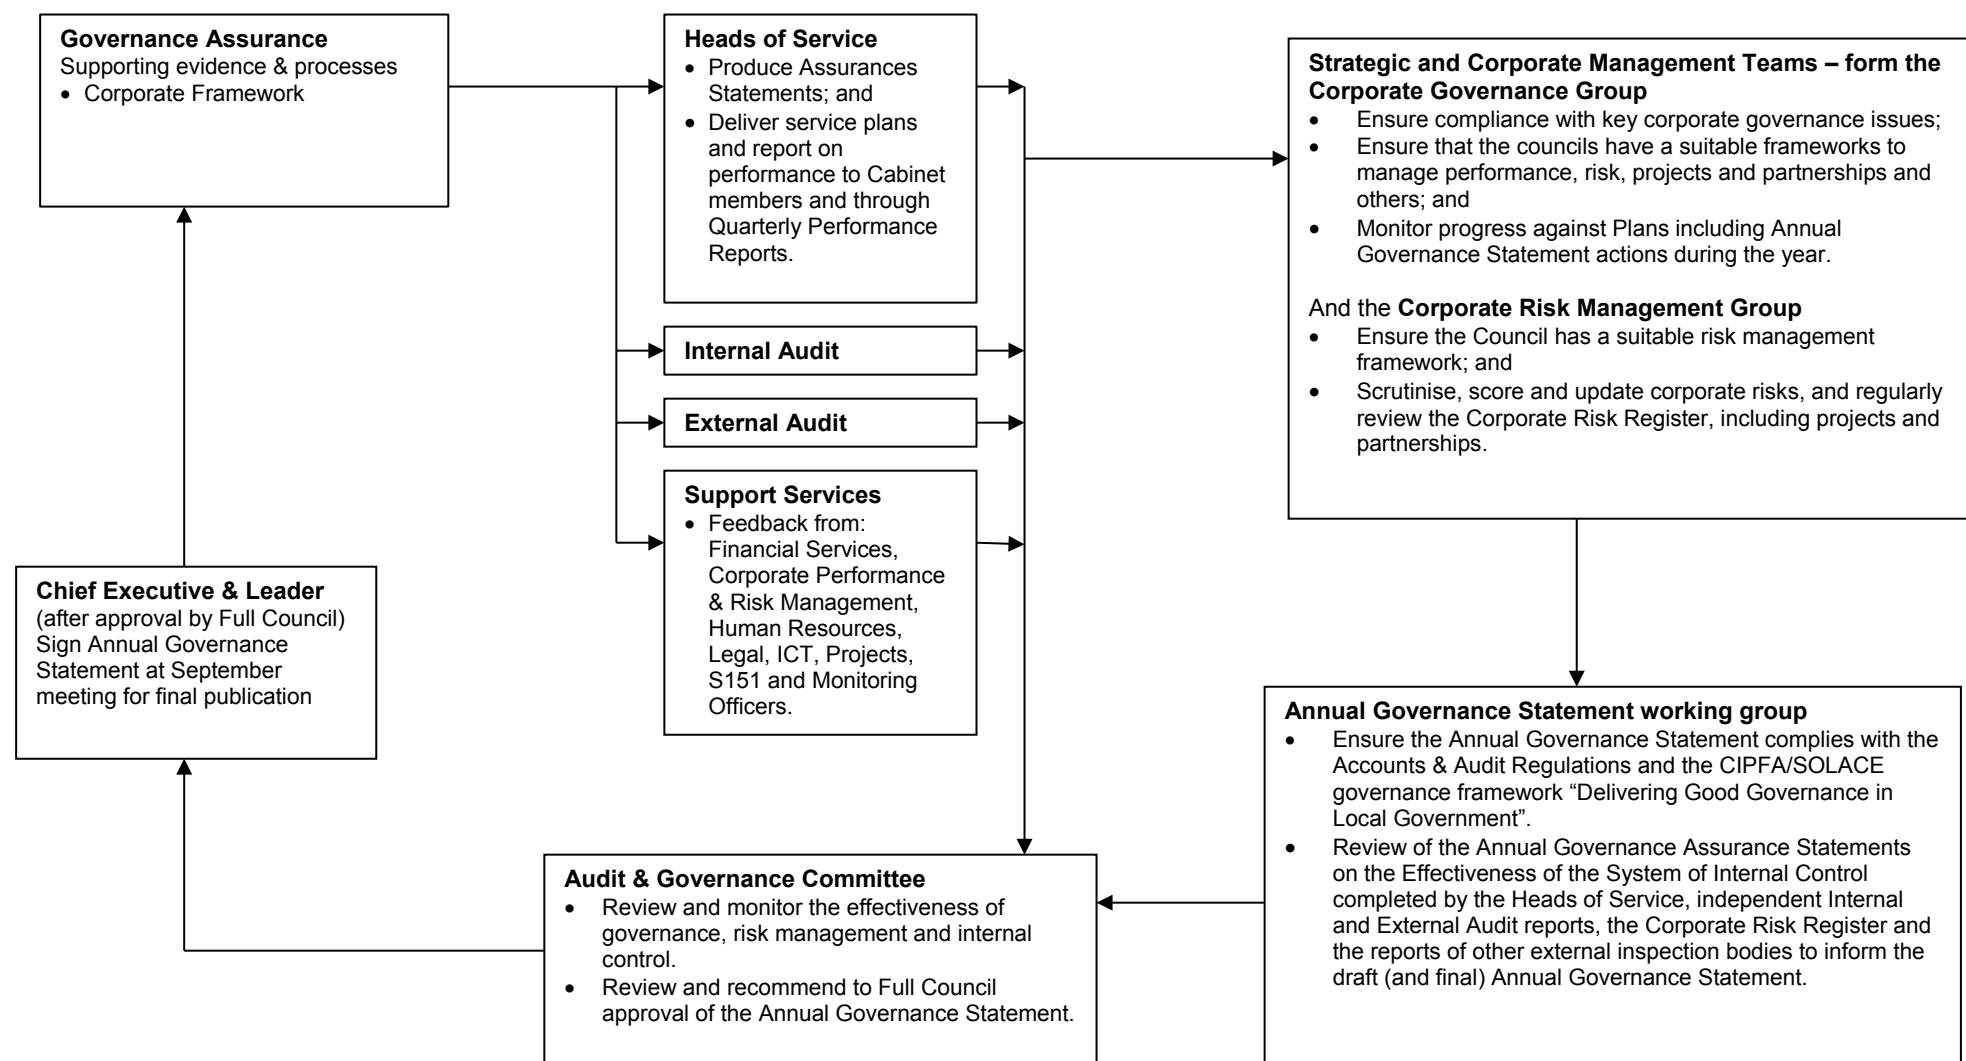 Governance Assurance
Supporting evidence & processes
• Corporate Framework
Heads of Service
• Produce Assurances
Statements; and
• Deliver service plans
and report on
performance to Cabinet
members and through
Quarterly Performance
Reports.
Internal Audit
External Audit
Support Services
• Feedback from:
Financial Services,
Corporate Performance
& Risk Management,
Human Resources,
Legal, ICT, Projects,
S151 and Monitoring
Officers.
Strategic and Corporate Management Teams – form the
Corporate Governance Group
• Ensure compliance with key corporate governance issues;
• Ensure that the councils have a suitable frameworks to
manage performance, risk, projects and partnerships and
others; and
• Monitor progress against Plans including Annual
Governance Statement actions during the year.
And the Corporate Risk Management Group
• Ensure the Council has a suitable risk management
framework; and
• Scrutinise, score and update corporate risks, and regularly
review the Corporate Risk Register, including projects and
partnerships.
Annual Governance Statement working group
• Ensure the Annual Governance Statement complies with the
Accounts & Audit Regulations and the CIPFA/SOLACE
governance framework “Delivering Good Governance in
Local Government”.
• Review of the Annual Governance Assurance Statements
on the Effectiveness of the System of Internal Control
completed by the Heads of Service, independent Internal
and External Audit reports, the Corporate Risk Register and
the reports of other external inspection bodies to inform the
draft (and final) Annual Governance Statement.
Audit & Governance Committee
• Review and monitor the effectiveness of
governance, risk management and internal
control.
• Review and recommend to Full Council
approval of the Annual Governance Statement.
Chief Executive & Leader
(after approval by Full Council)
Sign Annual Governance
Statement at September
meeting for final publication